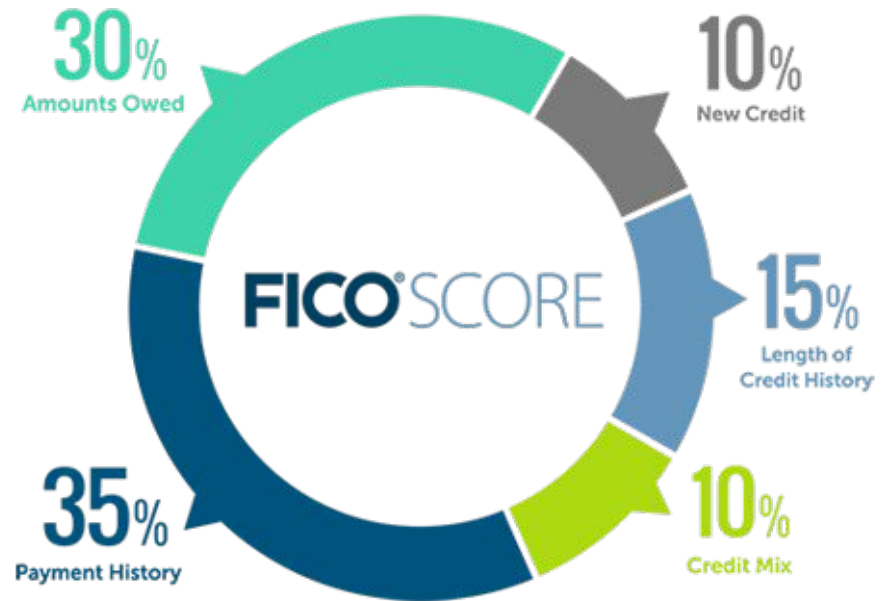 30%
Amounts Owed
10%
New Credit
FICO® SCORE
15%
Length of
Credit History
35%
Payment History
10%
Credit Mix